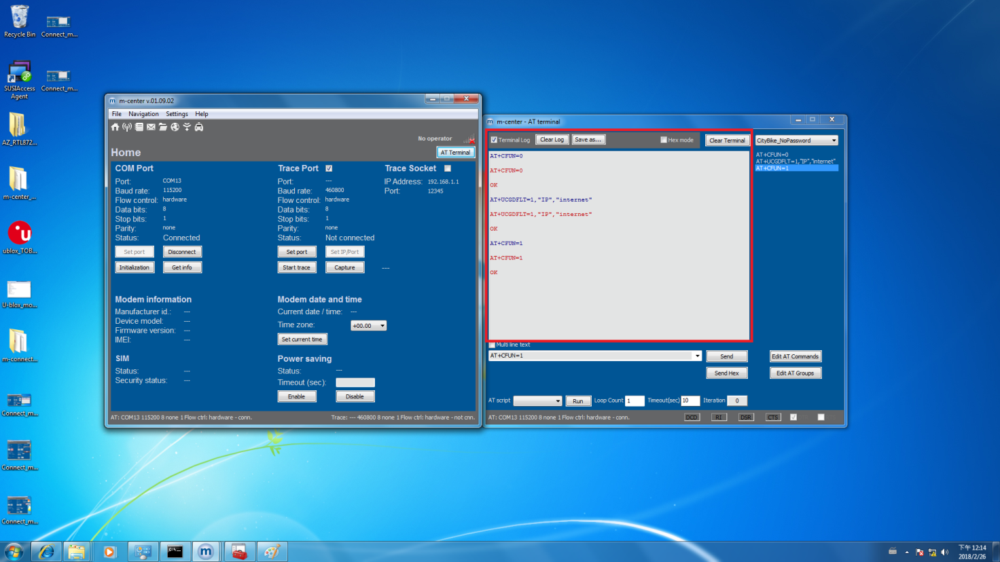 Recycle Bin
Connect_m...
SUSIAccess
Agent
Connect_m...
AZ_RTL872...
m-center_...
ublox_TOB...
U-blox_mo...
m-connect...
Connect_m...
Connect_m...
Connect_m...
m-center v.01.09.02
File Navigation Settings Help
No operator
Home
AT Terminal
COM Port
Port: COM13
Baud rate: 115200
Flow control: hardware
Data bits: 8
Stop bits: 1
Parity: none
Status: Connected
Set port Disconnect
Initialization Get info
Trace Port
Port: ---
Baud rate: 460800
Flow control: hardware
Data bits: 8
Stop bits: 1
Parity: none
Status: Not connected
Set port Set IP/Port
Start trace Capture ---
Trace Socket
IP Address: 192.168.1.1
Port: 12345
Modem information
Manufacturer id.: ---
Device model: ---
Firmware version: ---
IMEI: ---
SIM
Status: ---
Security status: ---
Modem date and time
Current date / time: ---
Time zone: +00.00
Set current time
Power saving
Status: ---
Timeout (sec):
Enable Disable
AT: COM13 115200 8 none 1 Flow ctrl: hardware - conn.
Trace: --- 460800 8 none 1 Flow ctrl: hardware - not cnn.
m-center - AT terminal
Terminal Log Clear Log Save as... Hex mode Clear Terminal
CityBike_NoPassword
AT+CFUN=0
AT+UCGDFLT=1,"IP","internet"
AT+CFUN=1
AT+CFUN=0
AT+CFUN=0
OK
AT+UCGDFLT=1,"IP","internet"
AT+UCGDFLT=1,"IP","internet"
OK
AT+CFUN=1
AT+CFUN=1
OK
Multi line text
AT+CFUN=1
Send
Edit AT Commands
Send Hex
Edit AT Groups
AT script Run Loop Count 1 Timeout(sec) 10 Iteration 0
AT: COM13 115200 8 none 1 Flow ctrl: hardware - conn.
DCD RI DSR CTS
下午 12:14
2018/2/26